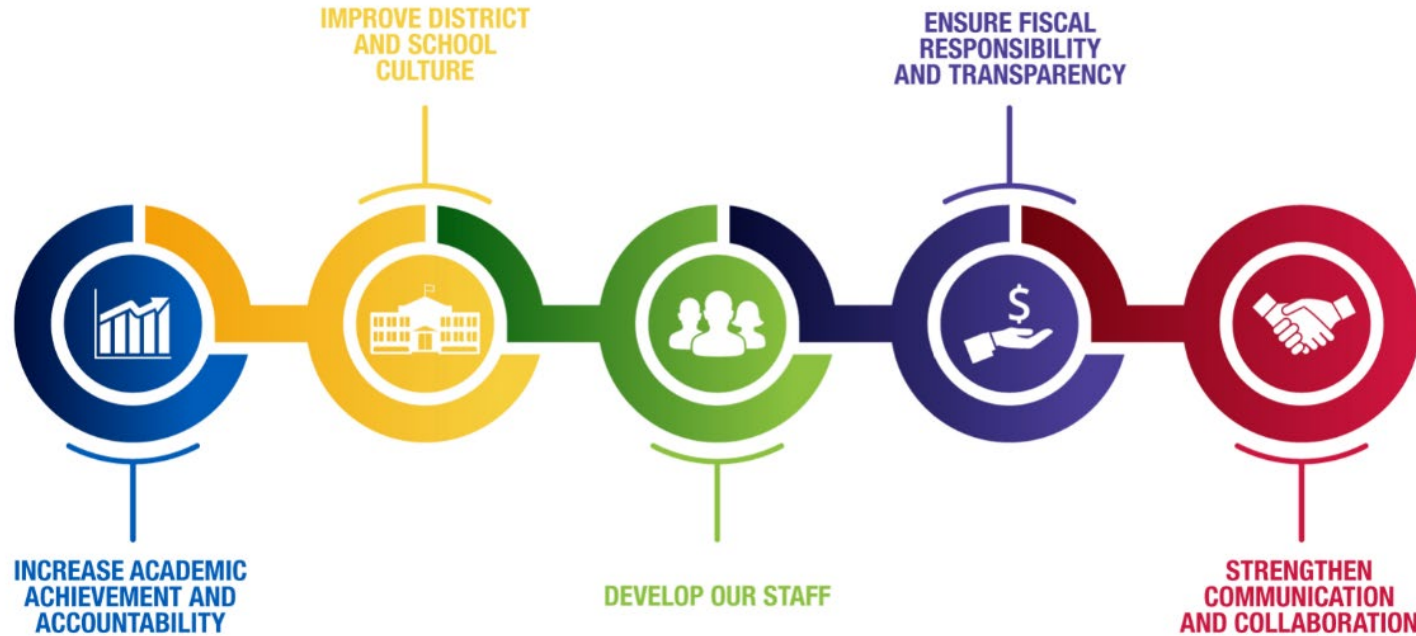 IMPROVE DISTRICT
AND SCHOOL
CULTURE
ENSURE FISCAL
RESPONSIBILITY
AND TRANSPARENCY
$
INCREASE ACADEMIC
ACHIEVEMENT AND
ACCOUNTABILITY
DEVELOP OUR STAFF
STRENGTHEN
COMMUNICATION
AND COLLABORATION